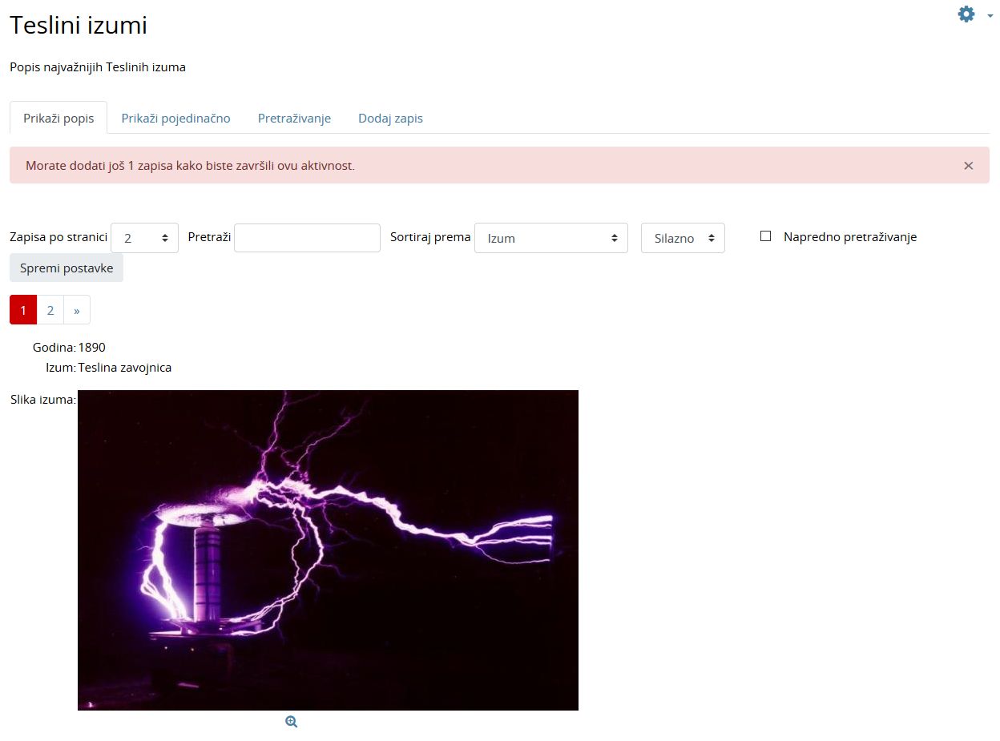 Teslini izumi
Popis najvažnijih Teslinih izuma
Prikaži popis Prikaži pojedinačno Pretraživanje Dodaj zapis
Morate dodati još 1 zapisa kako biste završili ovu aktivnost. ×
Zapisa po stranici 2 Pretraži Sortiraj prema Izum Silazno Napredno pretraživanje
Spremi postavke
1 2 »
Godina: 1890
Izum: Teslina zavojnica
Slika izuma: